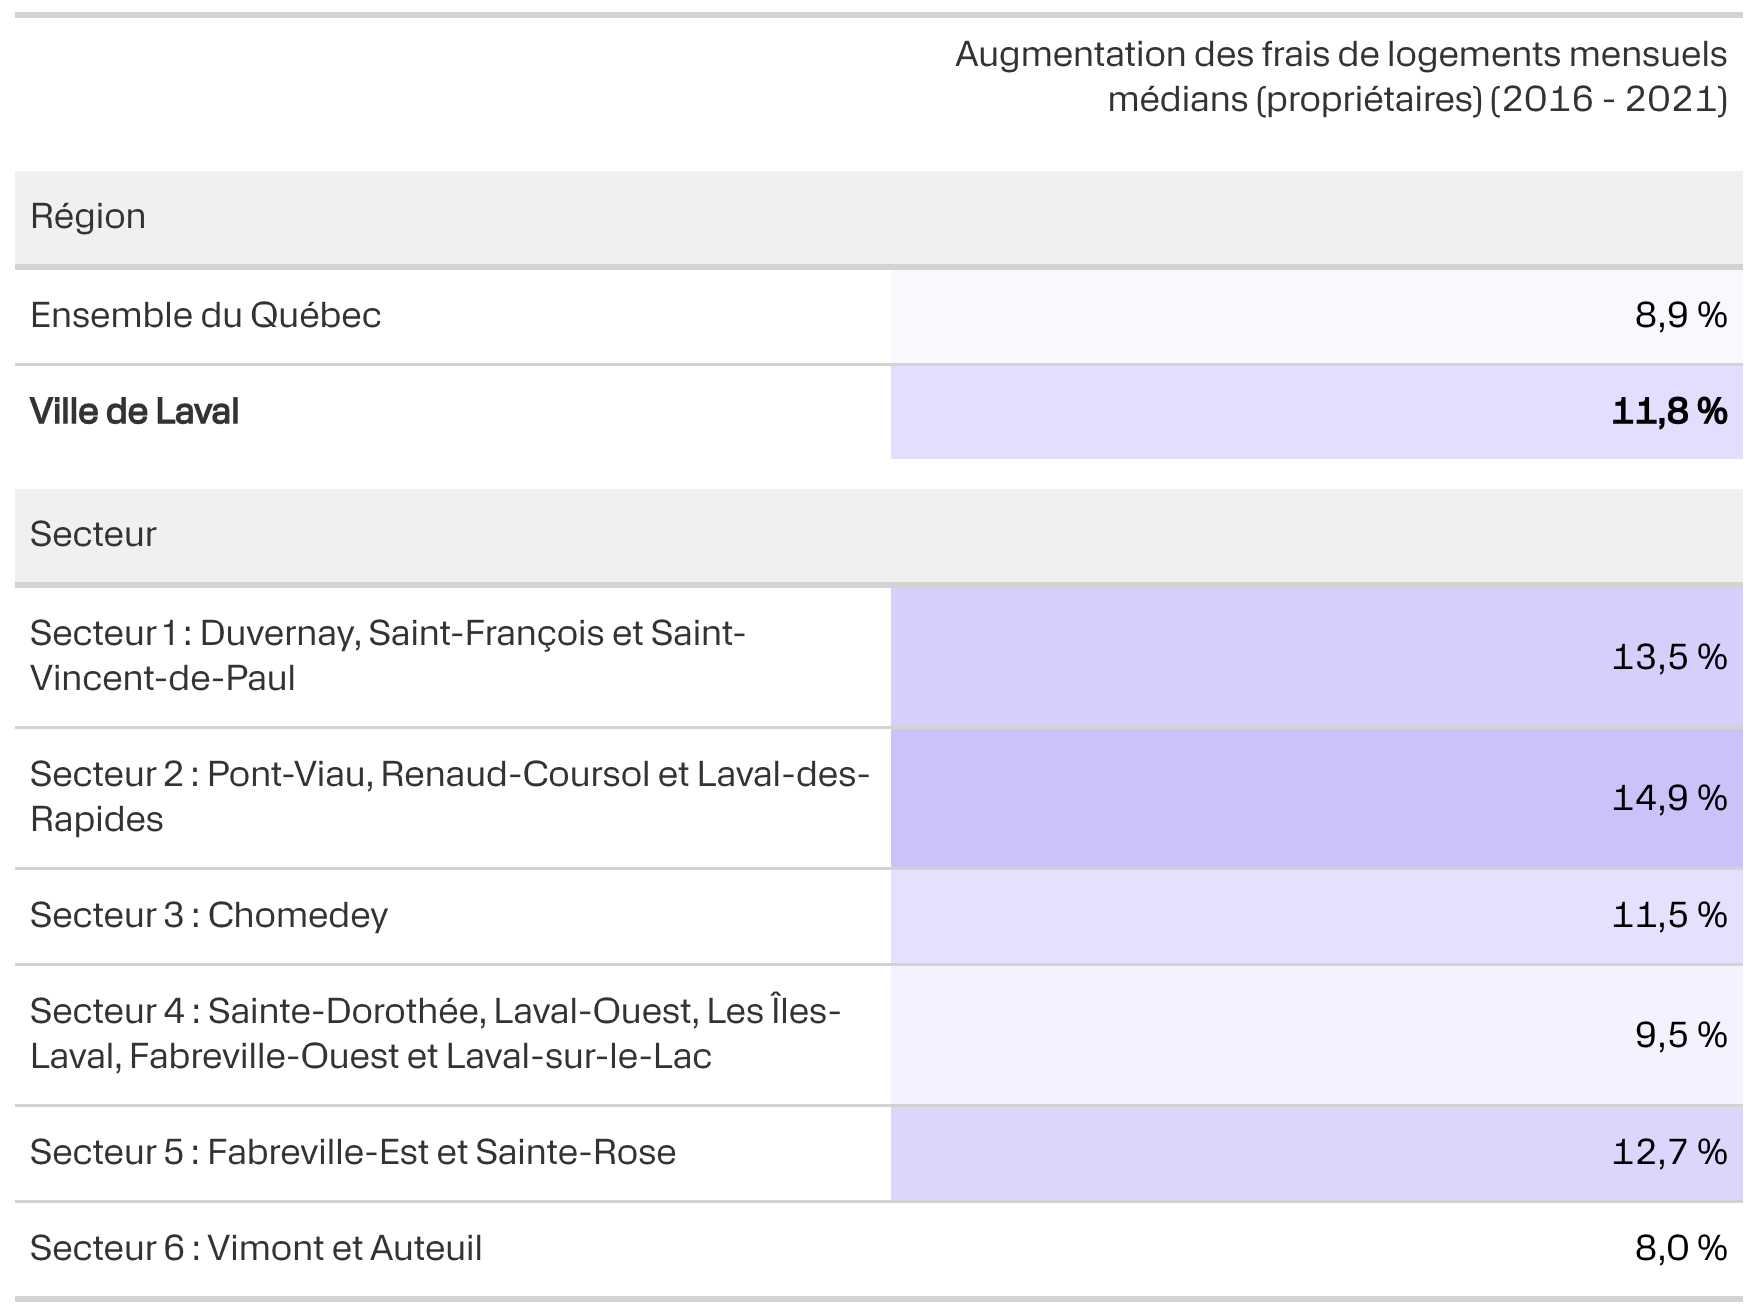 Augmentation des frais de logements mensuels
médians (propriétaires) (2016 - 2021)
Région
Ensemble du Québec 8,9 %
Ville de Laval 11,8 %
Secteur
Secteur 1 : Duvernay, Saint-François et Saint-
Vincent-de-Paul 13,5 %
Secteur 2 : Pont-Viau, Renaud-Coursol et Laval-des-
Rapides 14,9 %
Secteur 3 : Chomedey 11,5 %
Secteur 4 : Sainte-Dorothée, Laval-Ouest, Les Îles-
Laval, Fabreville-Ouest et Laval-sur-le-Lac 9,5 %
Secteur 5 : Fabreville-Est et Sainte-Rose 12,7 %
Secteur 6 : Vimont et Auteuil 8,0 %